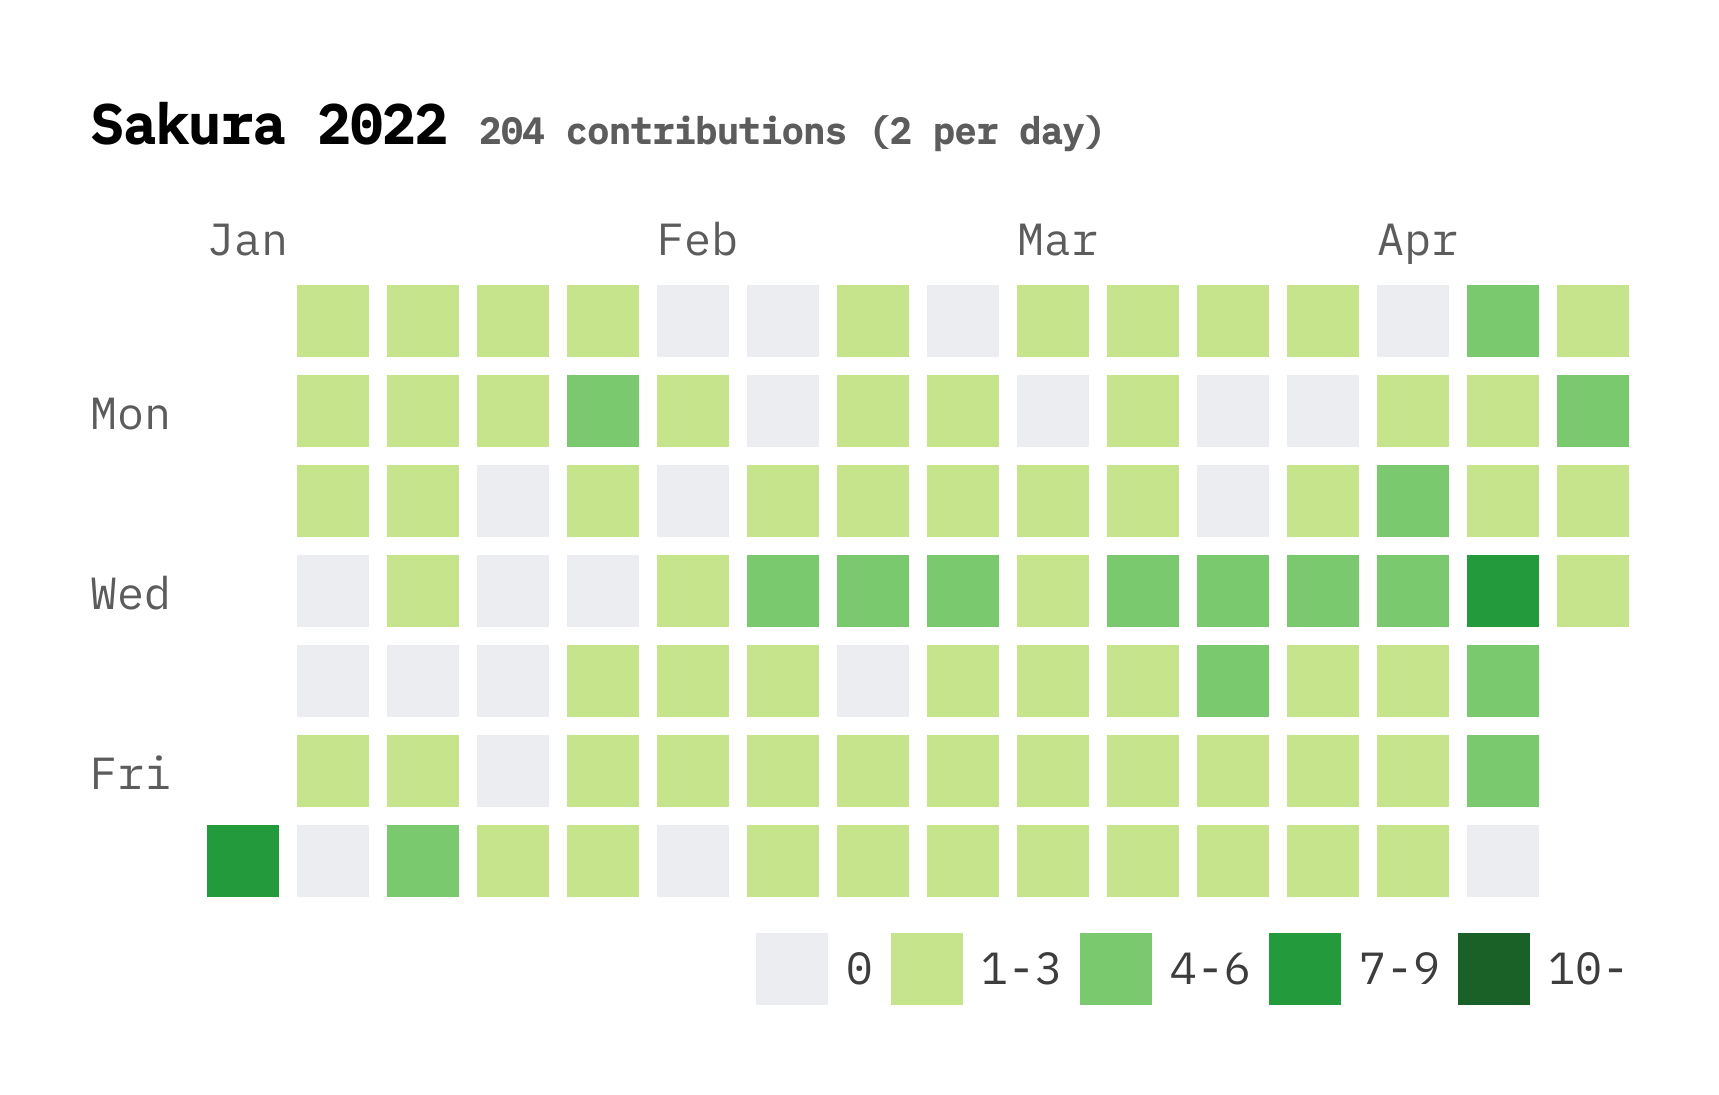 Sakura 2022 204 contributions (2 per day)
Jan Feb Mar Apr
Mon
Wed
Fri
0 1-3 4-6 7-9 10-